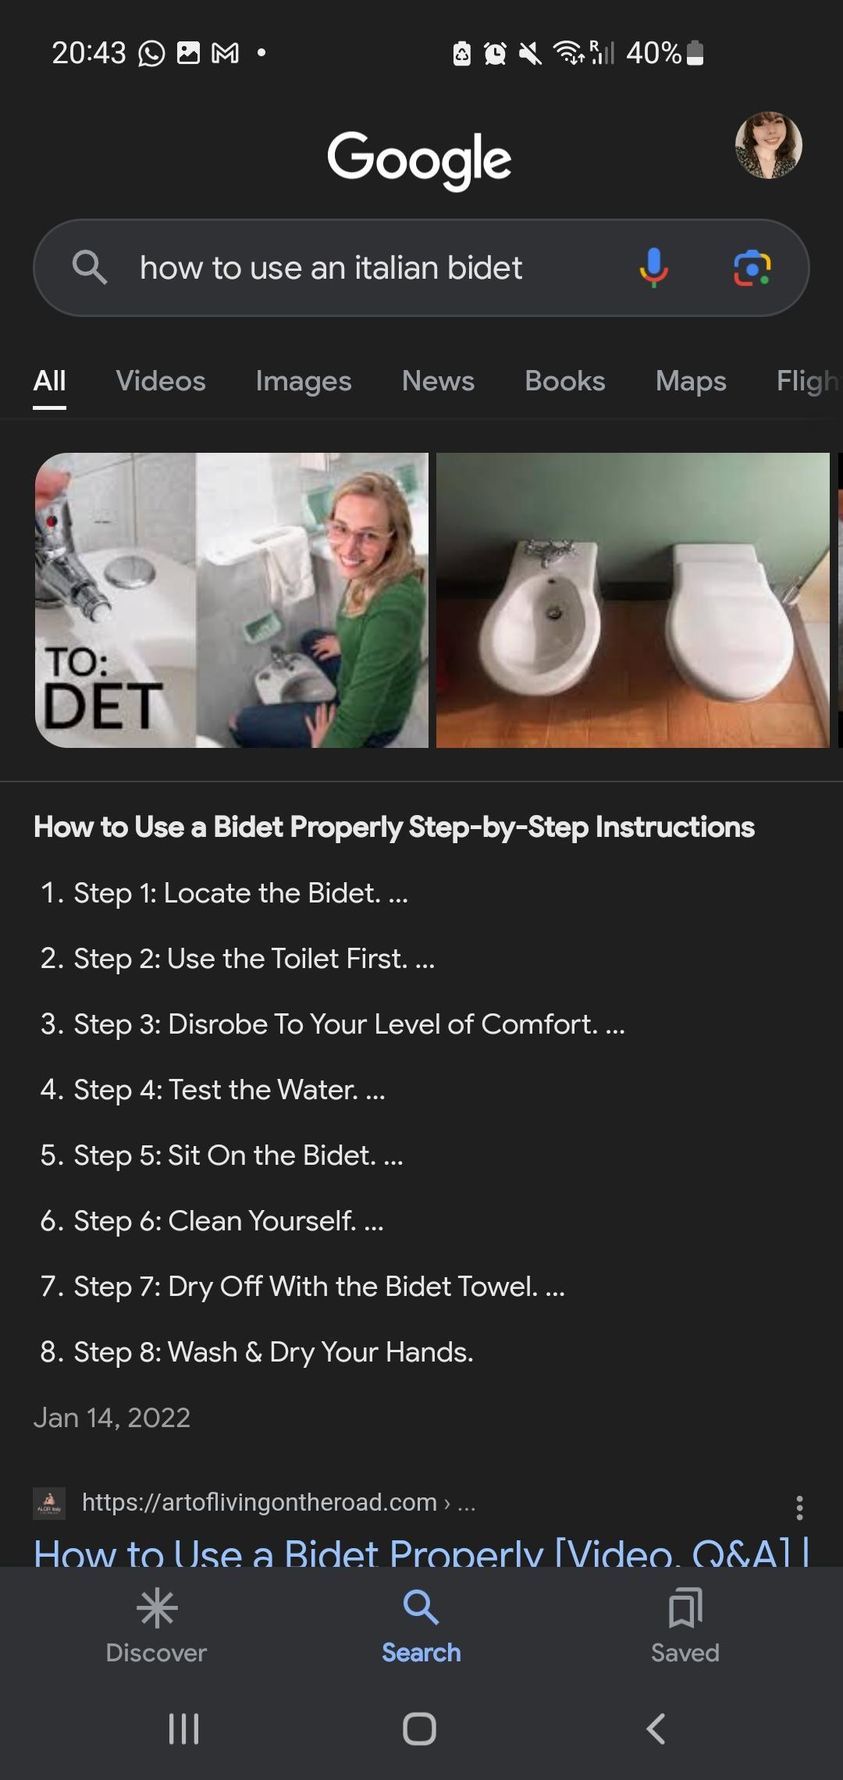 20:43
R
40%
Google
how to use an italian bidet
All Videos Images News Books Maps Fligh
TO:
DET
How to Use a Bidet Properly Step-by-Step Instructions
1. Step 1: Locate the Bidet. ...
2. Step 2: Use the Toilet First. ...
3. Step 3: Disrobe To Your Level of Comfort. ...
4. Step 4: Test the Water. ...
5. Step 5: Sit On the Bidet. ...
6. Step 6: Clean Yourself. ...
7. Step 7: Dry Off With the Bidet Towel. ...
8. Step 8: Wash & Dry Your Hands.
Jan 14, 2022
https://artoflivingontheroad.com › ...
How to Use a Bidet Properly [Video, Q&A] |
Discover Search Saved